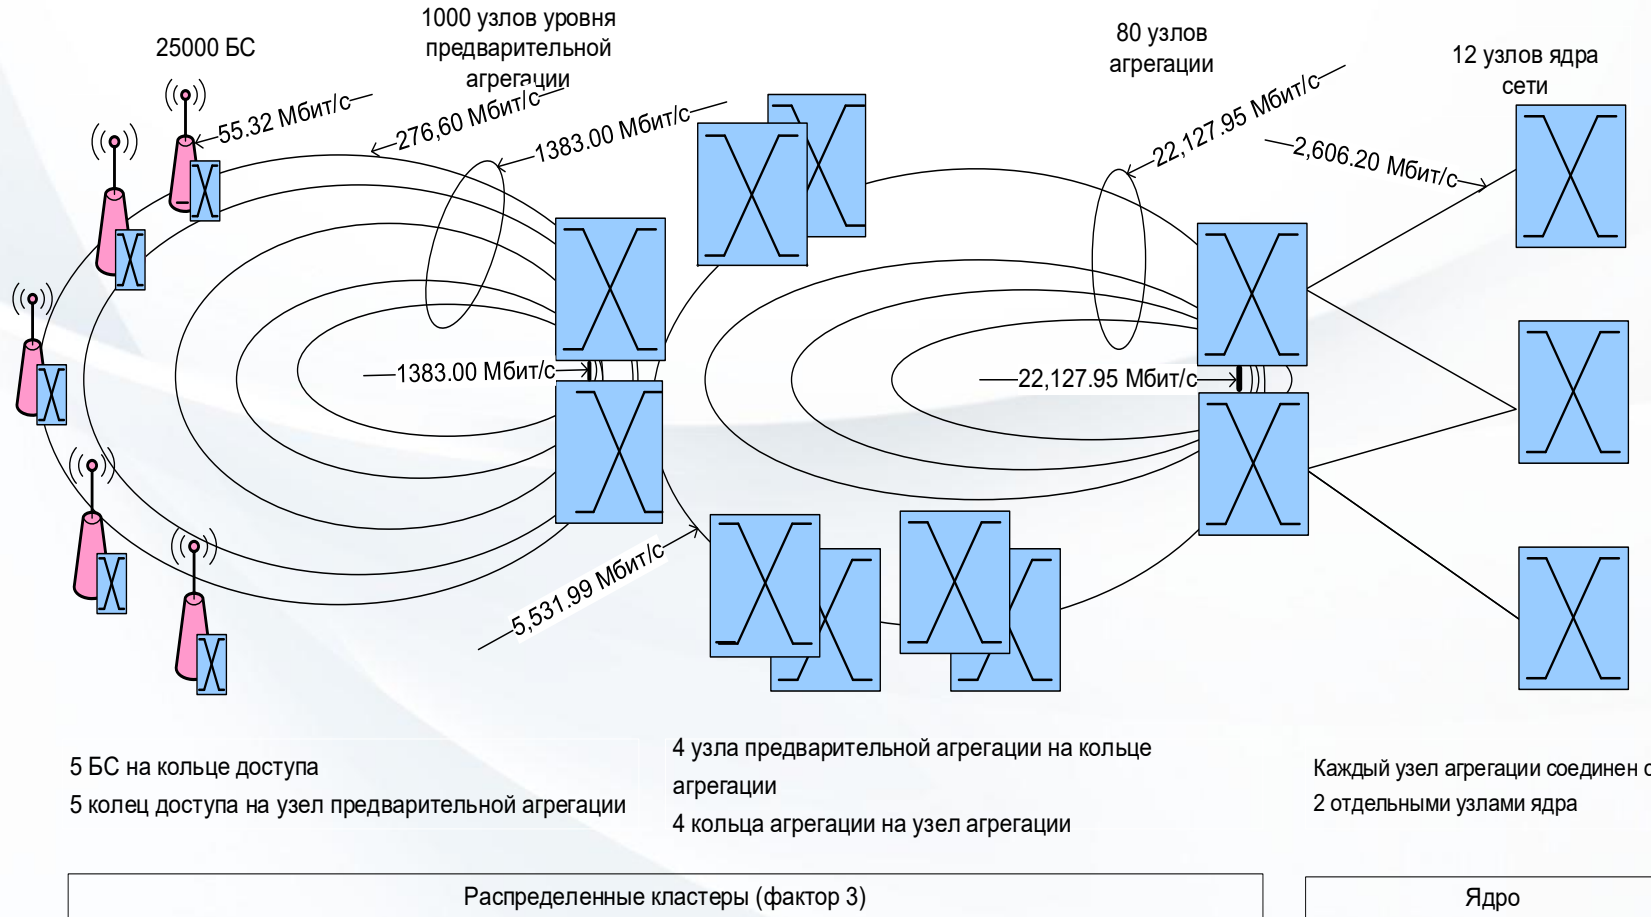 25000 БС
1000 узлов уровня
предварительной
агрегации
80 узлов
агрегации
12 узлов ядра
сети
55.32 Мбит/с
276,60 Мбит/с
1383.00 Мбит/с
22,127.95 Мбит/с
2,606.20 Мбит/с
1383.00 Мбит/с
22,127.95 Мбит/с
5,531.99 Мбит/с
5 БС на кольце доступа
5 колец доступа на узел предварительной агрегации
4 узла предварительной агрегации на кольце
агрегации
4 кольца агрегации на узел агрегации
Каждый узел агрегации соединен с
2 отдельными узлами ядра
Распределенные кластеры (фактор 3)
Ядро